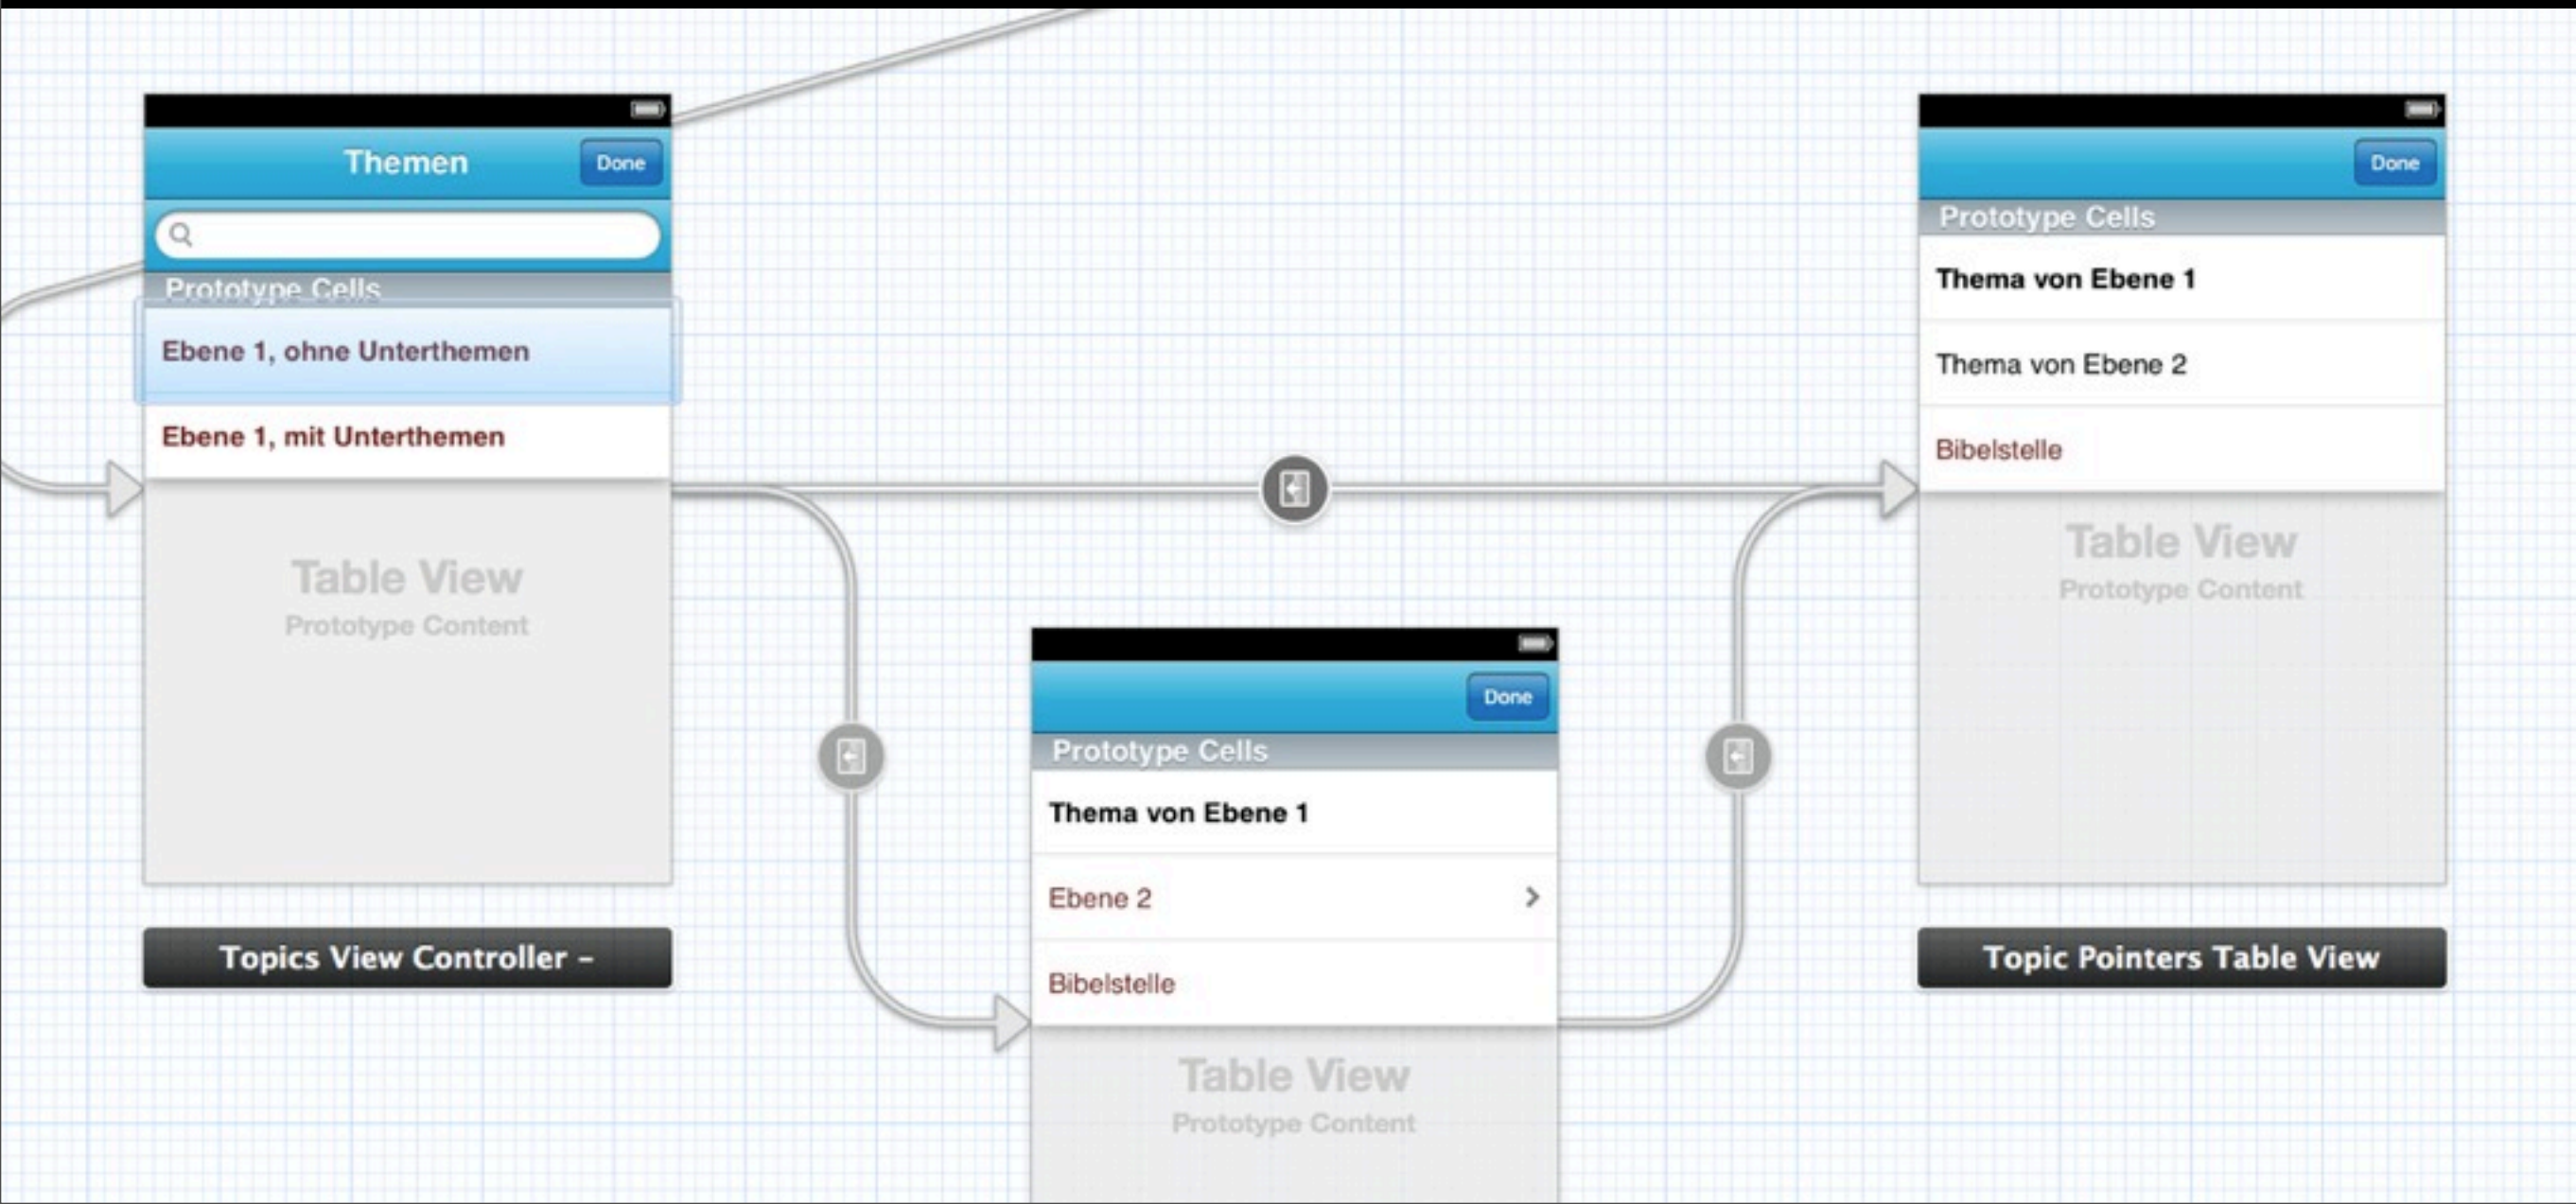 Themen
Done
Prototype Cells
Ebene 1, ohne Unterthemen
Ebene 1, mit Unterthemen
Table View
Prototype Content
Topics View Controller –
Done
Prototype Cells
Thema von Ebene 1
Ebene 2
Bibelstelle
Table View
Prototype Content
Done
Prototype Cells
Thema von Ebene 1
Thema von Ebene 2
Bibelstelle
Table View
Prototype Content
Topic Pointers Table View